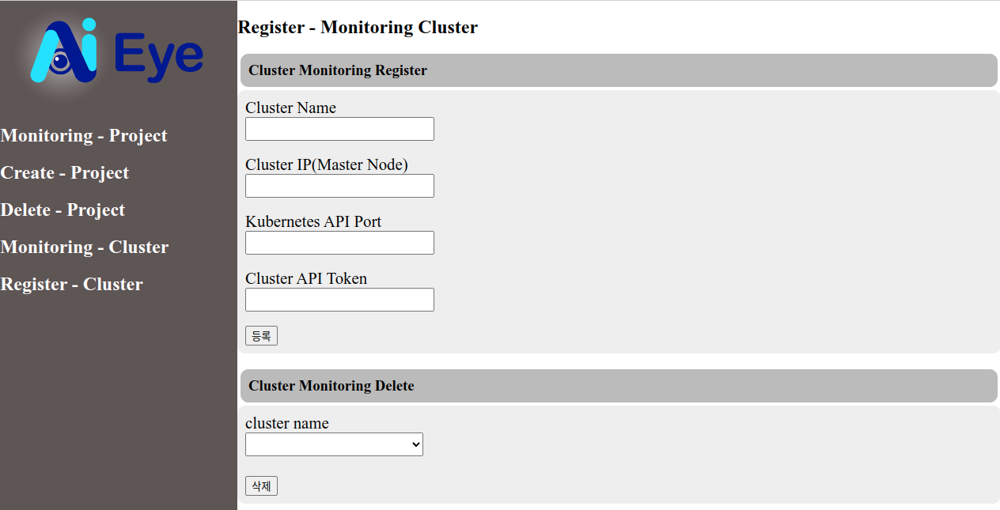 Ai Eye
Monitoring - Project
Create - Project
Delete - Project
Monitoring - Cluster
Register - Cluster
Register - Monitoring Cluster
Cluster Monitoring Register
Cluster Name
Cluster IP(Master Node)
Kubernetes API Port
Cluster API Token
등록
Cluster Monitoring Delete
cluster name
삭제